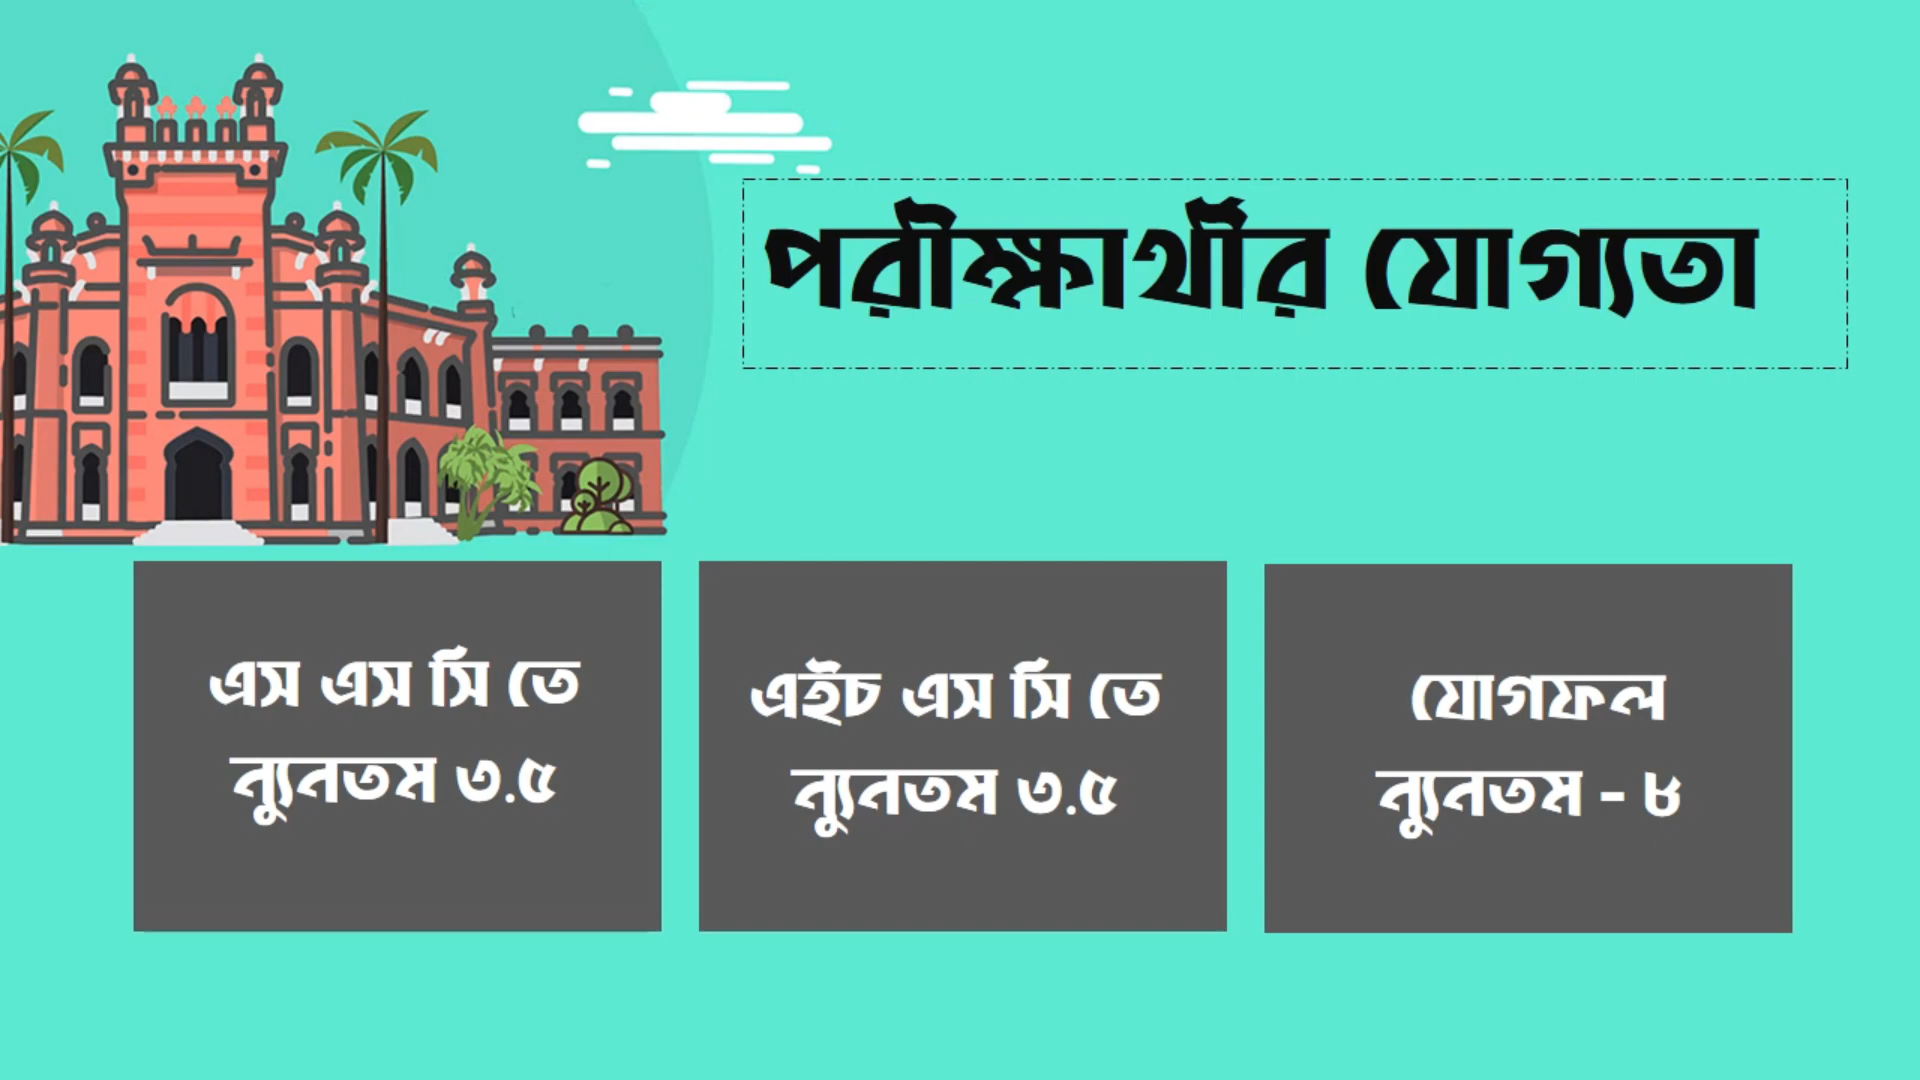 পরীক্ষার্থীর যোগ্যতা
এস এস সি তে
ন্যুনতম ৩.৫
এইচ এস সি তে
ন্যুনতম ৩.৫
যোগফল
ন্যুনতম - ৮